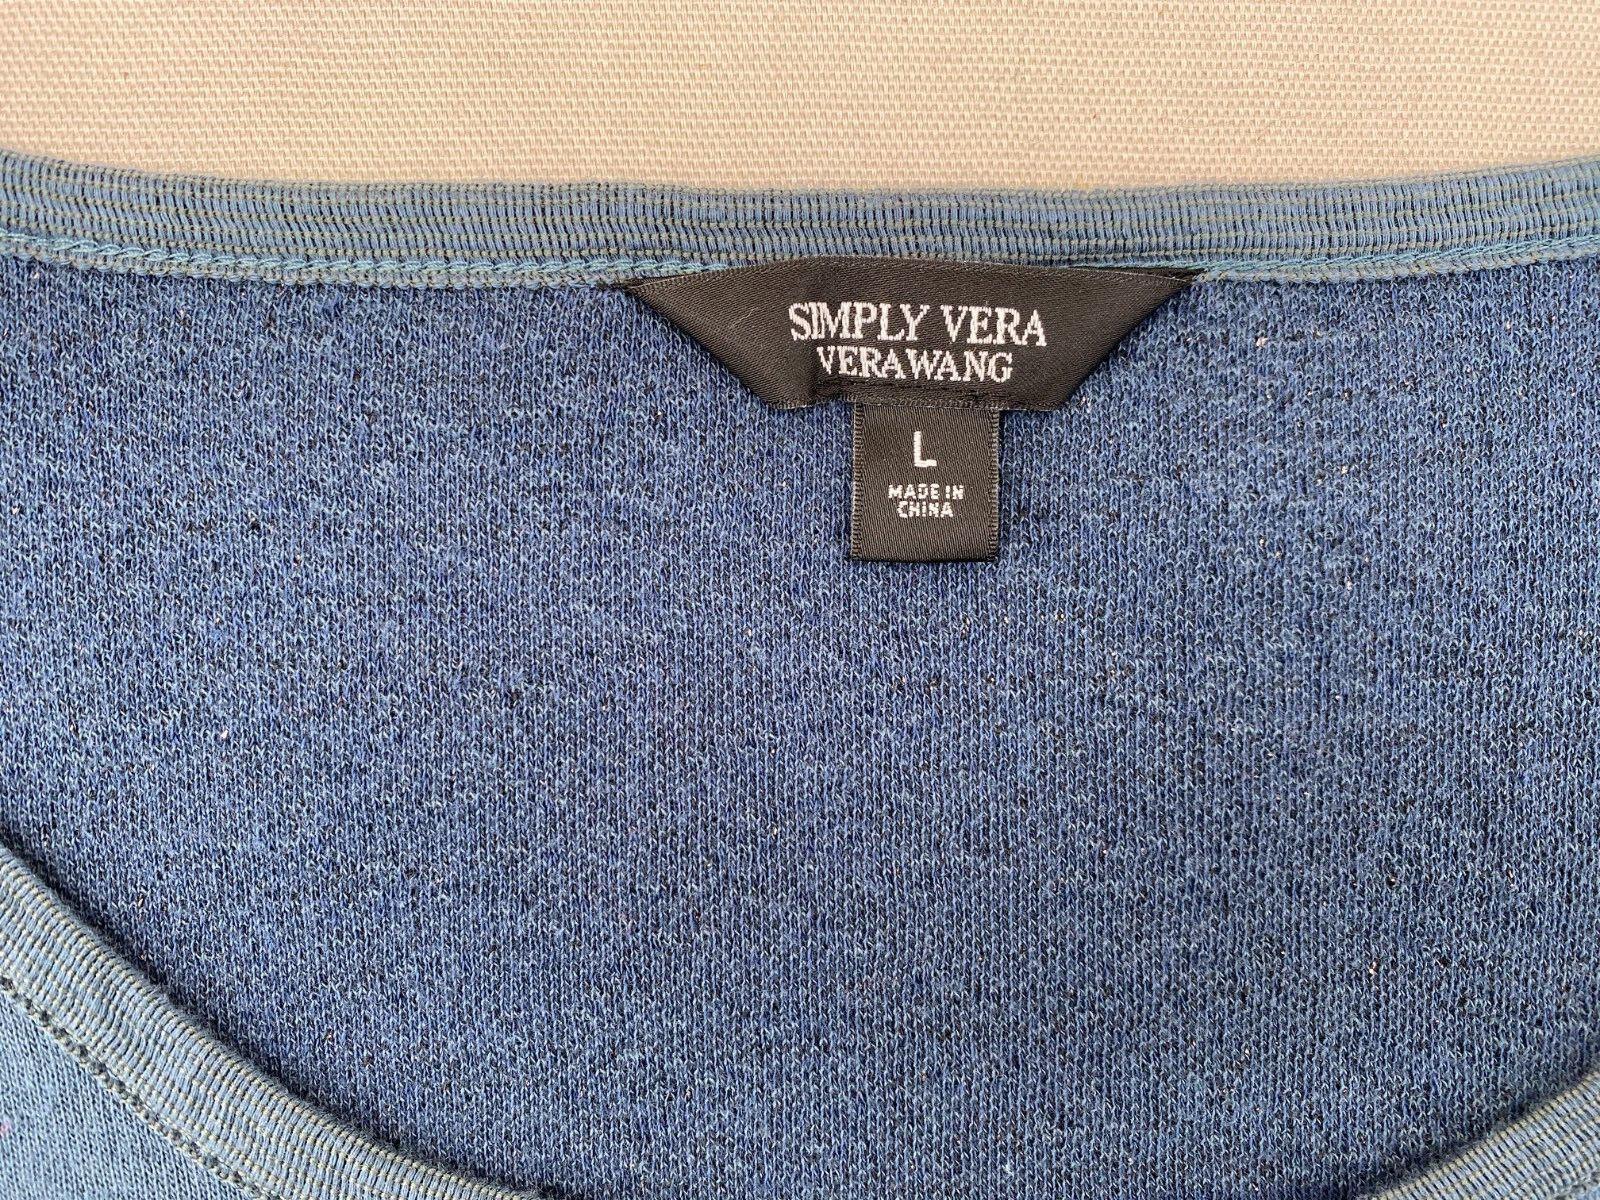 SIMPLY VERA
VERAWANG
L
MADE IN
CHINA